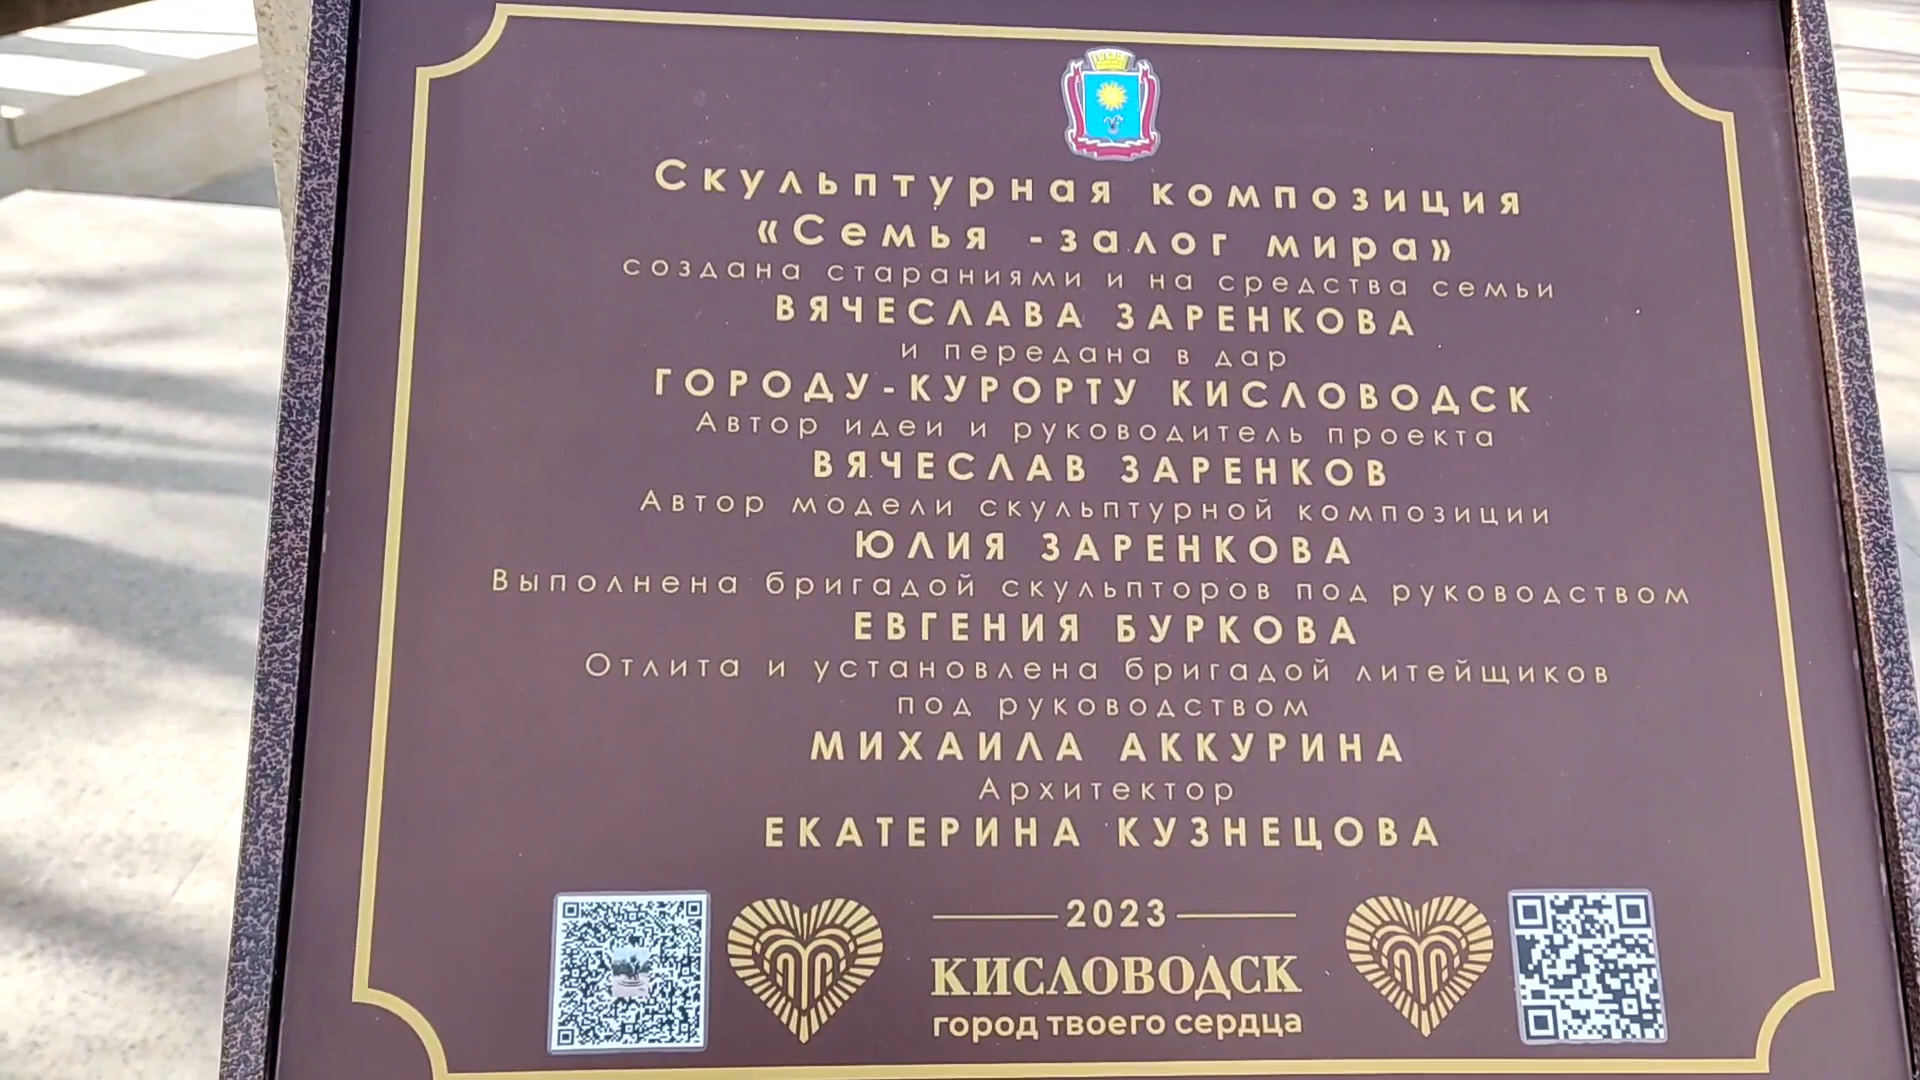 Скульптурная композиция
«Семья -залог мира»
создана стараниями и на средства семьи
ВЯЧЕСЛАВА ЗАРЕНКОВА
и передана в дар
ГОРОДУ-КУРОРТУ КИСЛОВОДСК
Автор идеи и руководитель проекта
ВЯЧЕСЛАВ ЗАРЕНКОВ
Автор модели скульптурной композиции
ЮЛИЯ ЗАРЕНКОВА
Выполнена бригадой скульпторов под руководством
ЕВГЕНИЯ БУРКОВА
Отлита и установлена бригадой литейщиков
под руководством
МИХАИЛА АККУРИНА
Архитектор
ЕКАТЕРИНА КУЗНЕЦОВА
2023
КИСЛОВОДСК
город твоего сердца